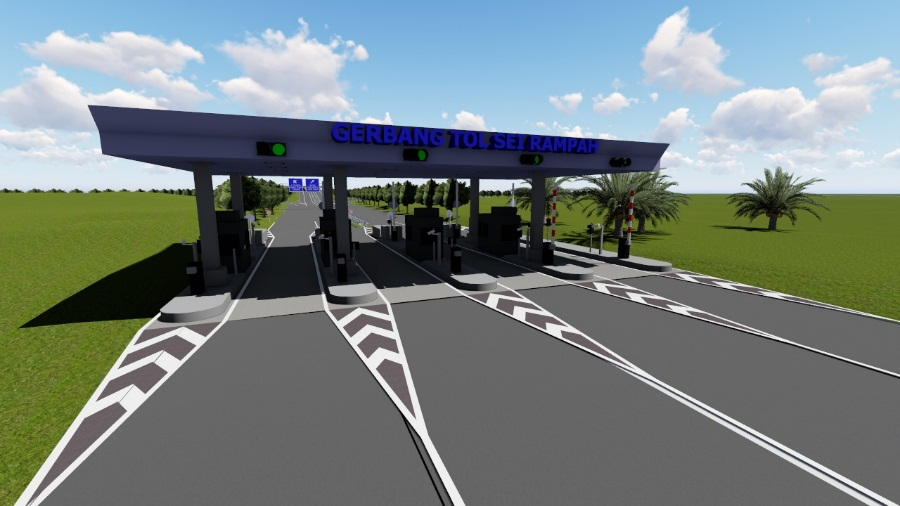 GERBANG TOL SEI RAMPAH